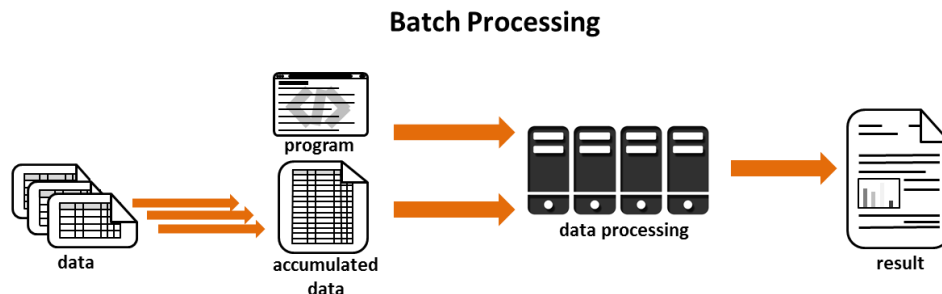 Batch Processing
program
data
accumulated
data
data processing
result